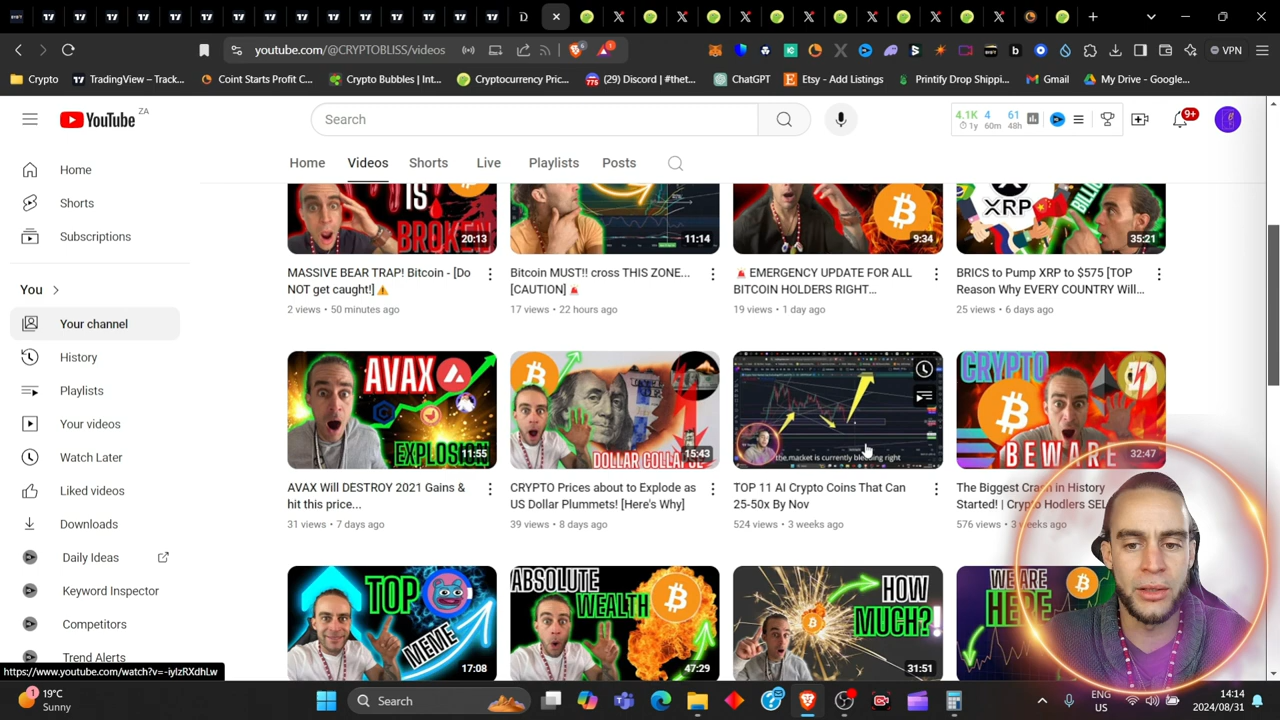 youtube.com/@CRYPTOBLISS/videos
VPN
Crypto
TradingView – Track...
Coint Starts Profit C...
Crypto Bubbles | Int...
Cryptocurrency Pric...
(29) Discord | #thet...
ChatGPT
Etsy - Add Listings
Printify Drop Shippi...
Gmail
My Drive - Google...
YouTube ZA
Search
4.1K 4 61
1y 60m 48h
9+
Home
Videos
Shorts
Live
Playlists
Posts
Home
Shorts
Subscriptions
You
Your channel
History
Playlists
Your videos
Watch Later
Liked videos
Downloads
Daily Ideas
Keyword Inspector
Competitors
Trend Alerts
IS
BROKEN
20:13
MASSIVE BEAR TRAP! Bitcoin - [Do
NOT get caught!]⚠️
2 views • 50 minutes ago
11:14
Bitcoin MUST!! cross THIS ZONE...
[CAUTION]🚨
17 views • 22 hours ago
9:34
🚨EMERGENCY UPDATE FOR ALL
BITCOIN HOLDERS RIGHT...
19 views • 1 day ago
XRP
35:21
BRICS to Pump XRP to $575 [TOP
Reason Why EVERY COUNTRY Will...
25 views • 6 days ago
AVAX
EXPLOSION
11:55
AVAX Will DESTROY 2021 Gains &
hit this price...
31 views • 7 days ago
DOLLAR COLLAPSE
15:43
CRYPTO Prices about to Explode as
US Dollar Plummets! [Here's Why]
39 views • 8 days ago
the market is currently bleeding right
TOP 11 AI Crypto Coins That Can
25-50x By Nov
524 views • 3 weeks ago
CRYPTO
BEWARE
32:47
The Biggest Crash in History
Started! | Crypto Hodlers SEL
576 views • 3 weeks ago
TOP
MEME
17:08
ABSOLUTE
WEALTH
47:29
HOW
MUCH?
31:51
WE ARE
HERE
https://www.youtube.com/watch?v=-iylzRXdhLw
19°C
Sunny
Search
ENG
US
14:14
2024/08/31